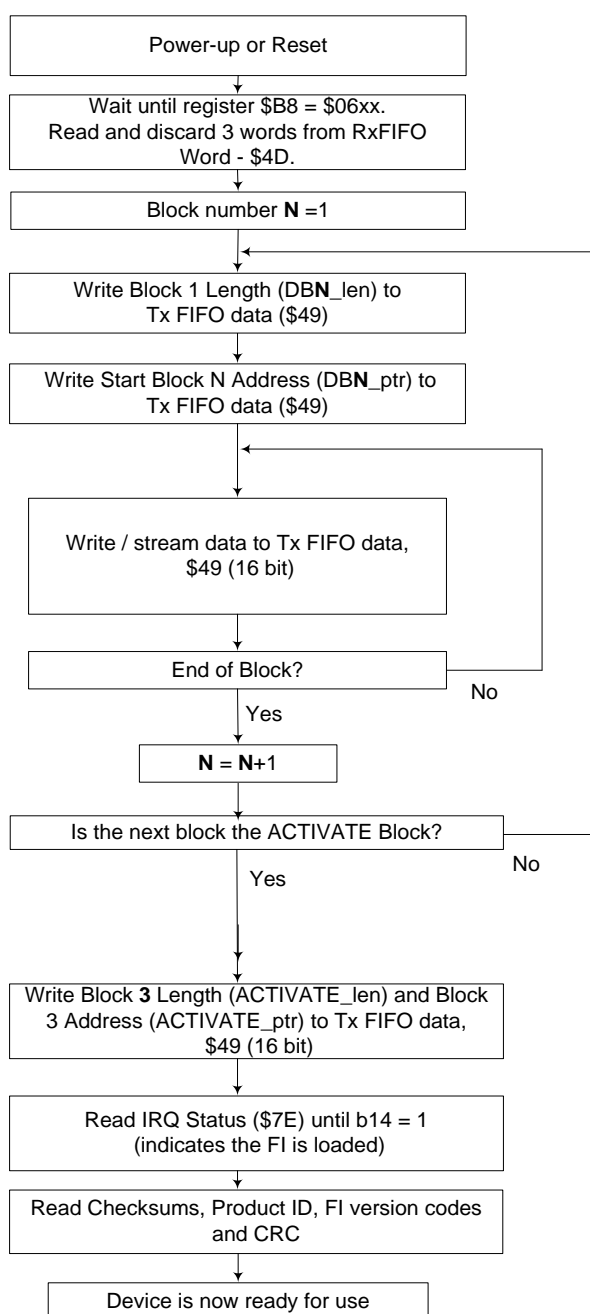 Power-up or Reset
Wait until register $B8 = $06xx.
Read and discard 3 words from RxFIFO
Word - $4D.
Block number N =1
Write Block 1 Length (DBN_len) to
Tx FIFO data ($49)
Write Start Block N Address (DBN_ptr) to
Tx FIFO data ($49)
Write / stream data to Tx FIFO data,
$49 (16 bit)
End of Block?
No
Yes
N = N+1
Is the next block the ACTIVATE Block?
No
Yes
Write Block 3 Length (ACTIVATE_len) and Block
3 Address (ACTIVATE_ptr) to Tx FIFO data,
$49 (16 bit)
Read IRQ Status ($7E) until b14 = 1
(indicates the FI is loaded)
Read Checksums, Product ID, FI version codes
and CRC
Device is now ready for use